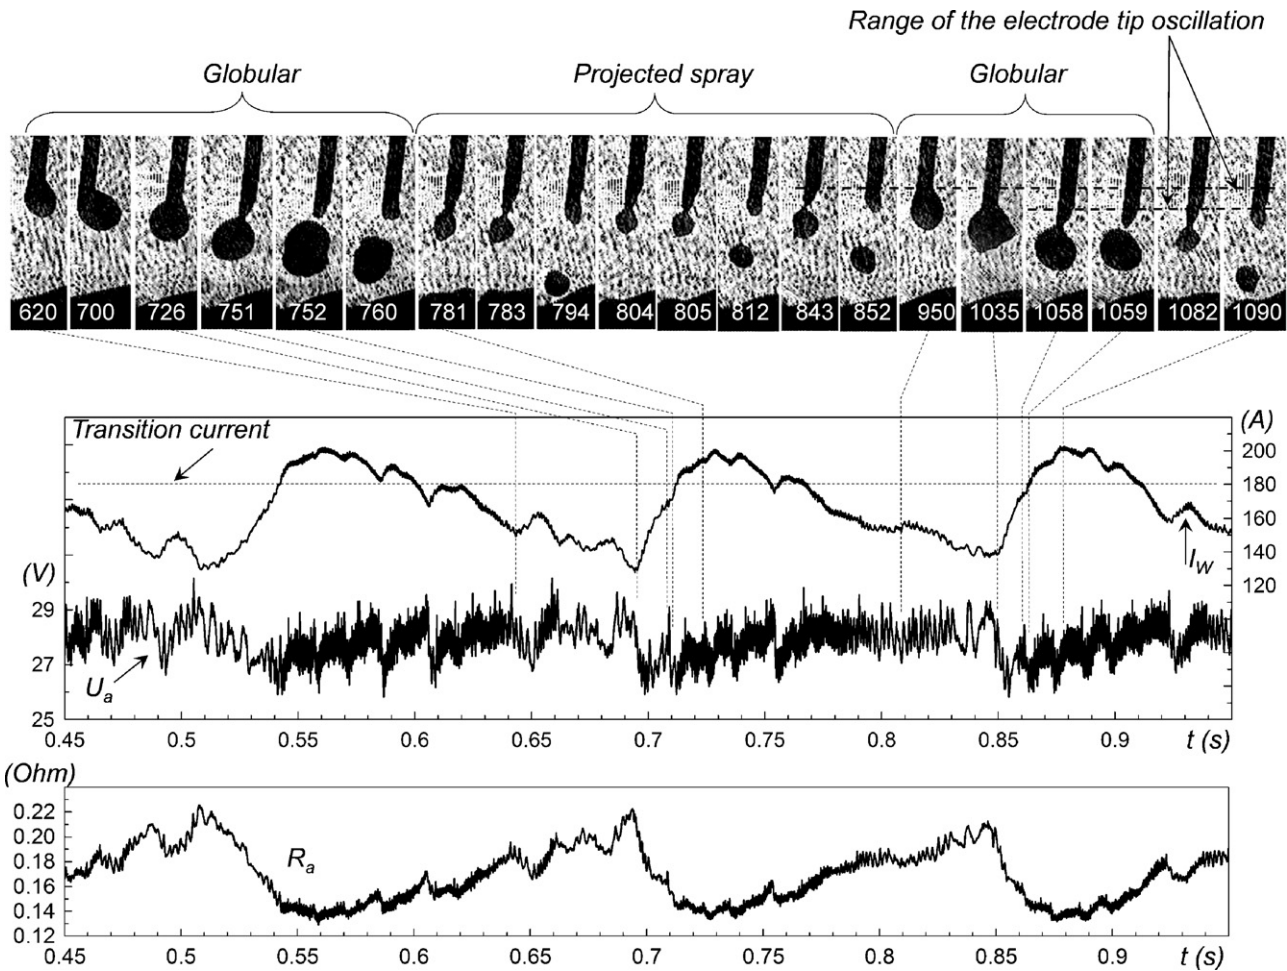 Range of the electrode tip oscillation
Globular Projected spray Globular
620 700 726 751 752 760 781 783 794 804 805 812 843 852 950 1035 1058 1059 1082 1090
Transition current
(A)
200
180
160
140
120
I_W
(V)
29
27
25
U_a
0.45 0.5 0.55 0.6 0.65 0.7 0.75 0.8 0.85 0.9 t (s)
(Ohm)
0.22
0.20
0.18
0.16
0.14
0.12
R_a
0.45 0.5 0.55 0.6 0.65 0.7 0.75 0.8 0.85 0.9 t (s)